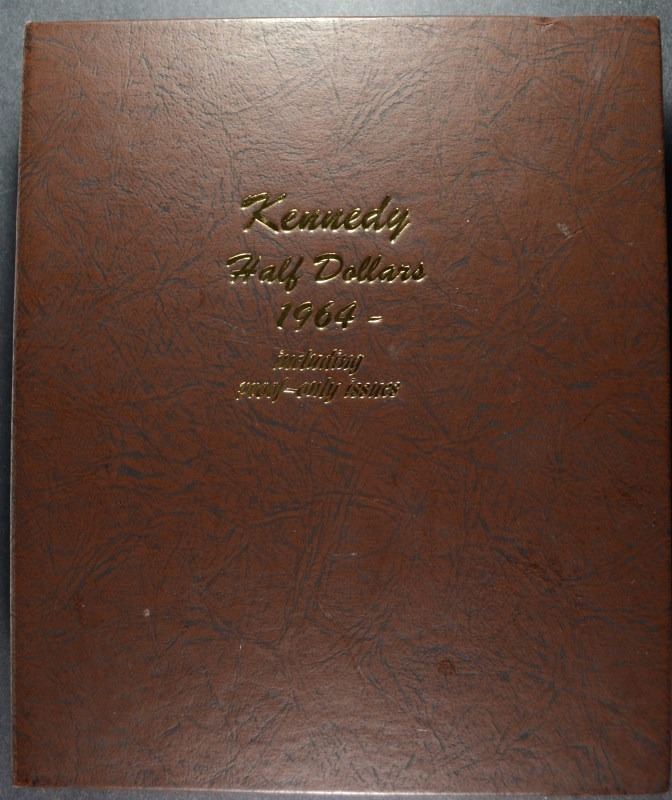 Kennedy
Half Dollars
1964 -
including
proof-only issues